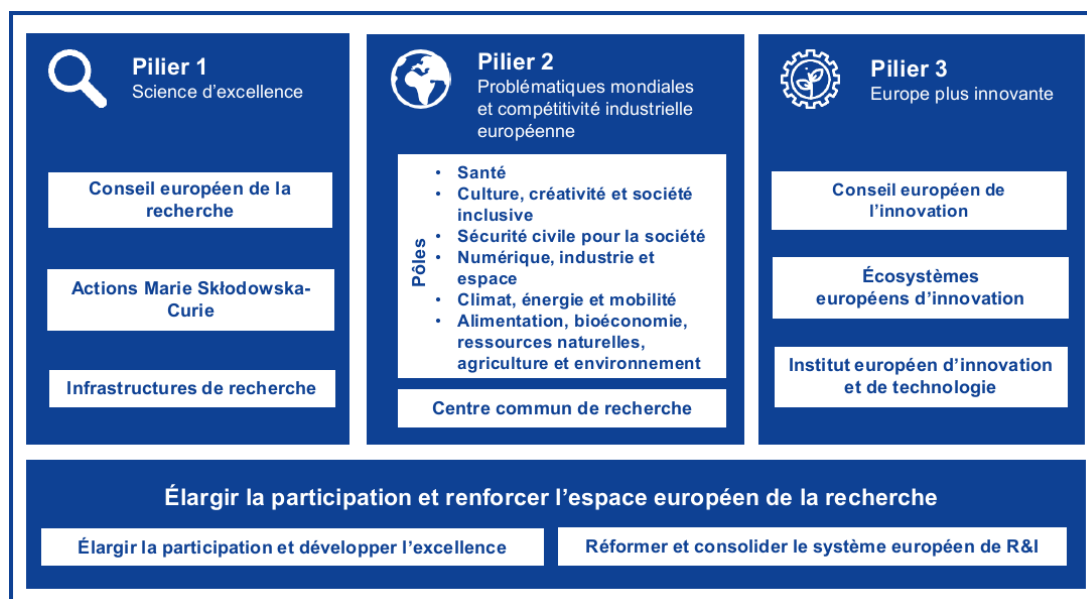 Pilier 1
Science d’excellence
Conseil européen de la
recherche
Actions Marie Skłodowska-
Curie
Infrastructures de recherche
Pilier 2
Problématiques mondiales
et compétitivité industrielle
européenne
Pôles
• Santé
• Culture, créativité et société
inclusive
• Sécurité civile pour la société
• Numérique, industrie et
espace
• Climat, énergie et mobilité
• Alimentation, bioéconomie,
ressources naturelles,
agriculture et environnement
Centre commun de recherche
Pilier 3
Europe plus innovante
Conseil européen de
l’innovation
Écosystèmes
européens d’innovation
Institut européen d’innovation
et de technologie
Élargir la participation et renforcer l’espace européen de la recherche
Élargir la participation et développer l’excellence
Réformer et consolider le système européen de R&I